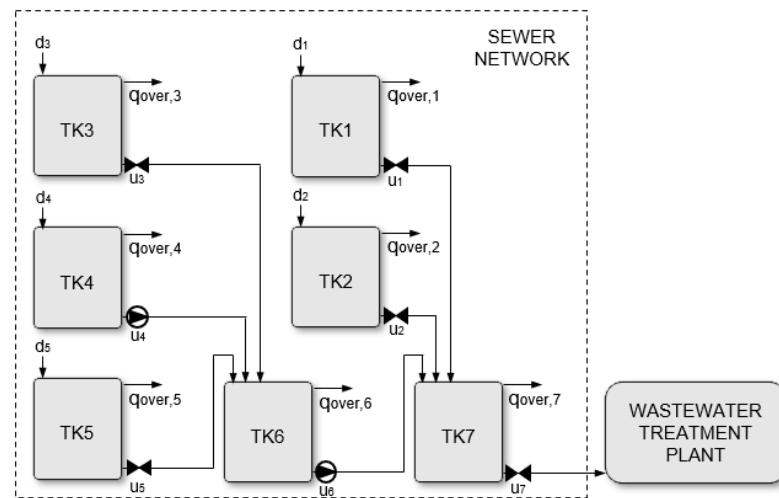 SEWER
NETWORK
d3
qover,3
TK3
u3
d1
qover,1
TK1
u1
d4
qover,4
TK4
u4
d2
qover,2
TK2
u2
d5
qover,5
TK5
u5
qover,6
TK6
u6
qover,7
TK7
u7
WASTEWATER
TREATMENT
PLANT